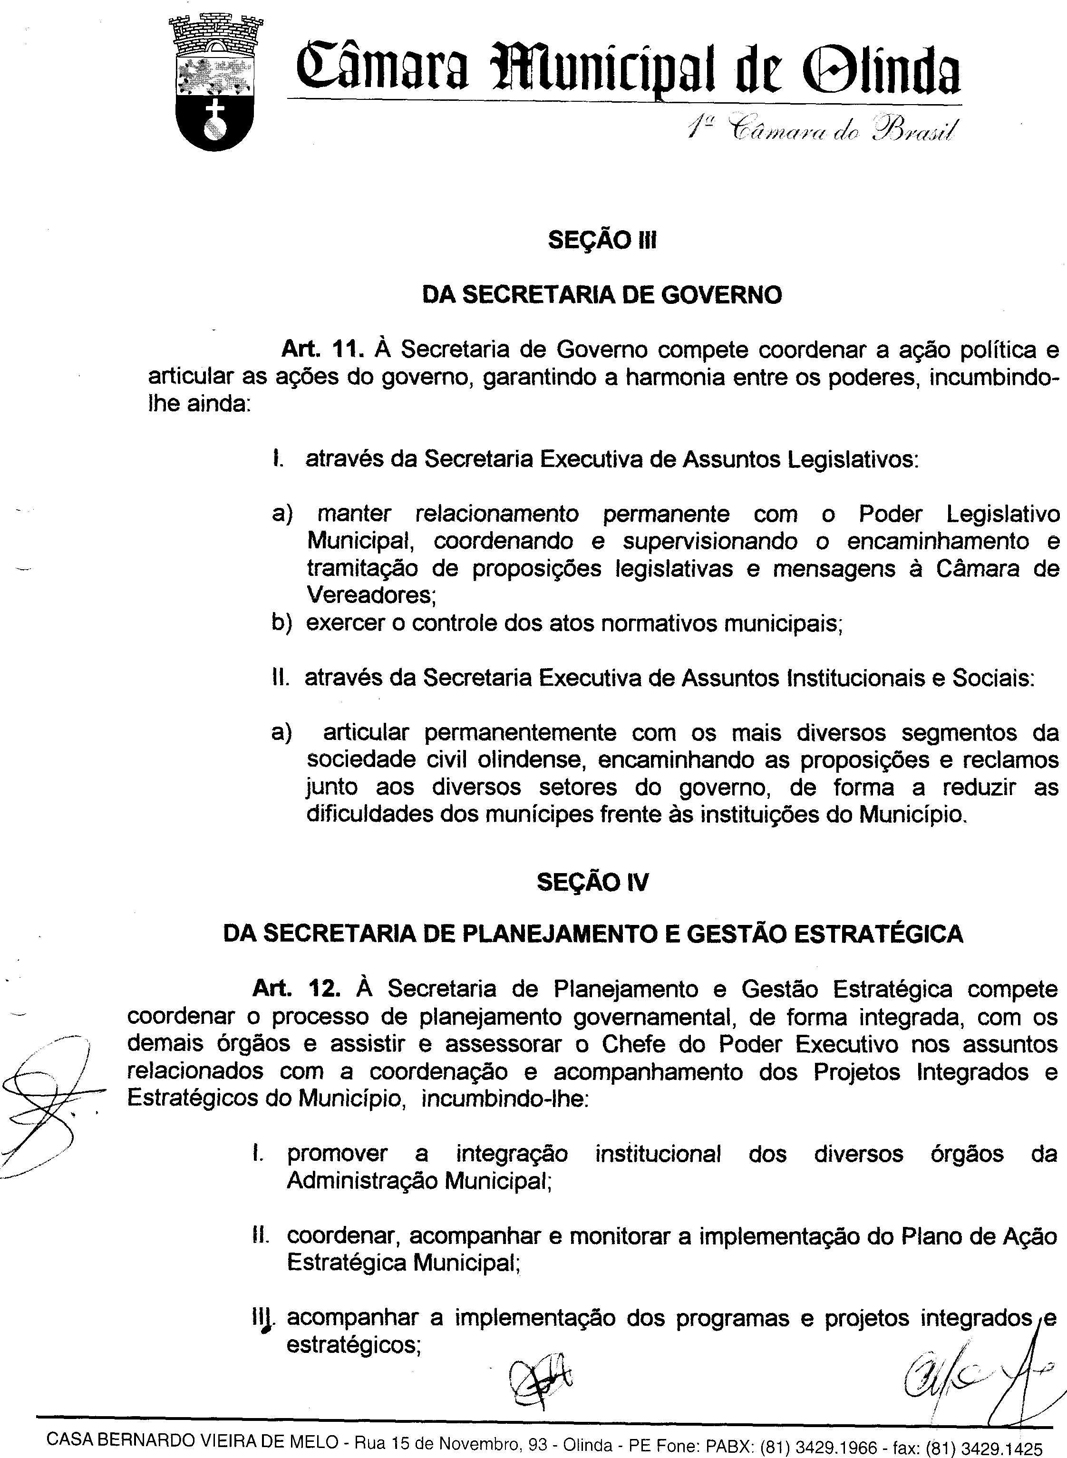 Câmara Municipal de Olinda
1ª Câmara do Brasil
SEÇÃO III
DA SECRETARIA DE GOVERNO
Art. 11. À Secretaria de Governo compete coordenar a ação política e
articular as ações do governo, garantindo a harmonia entre os poderes, incumbindo-
lhe ainda:
I. através da Secretaria Executiva de Assuntos Legislativos:
a) manter relacionamento permanente com o Poder Legislativo
Municipal, coordenando e supervisionando o encaminhamento e
tramitação de proposições legislativas e mensagens à Câmara de
Vereadores;
b) exercer o controle dos atos normativos municipais;
II. através da Secretaria Executiva de Assuntos Institucionais e Sociais:
a) articular permanentemente com os mais diversos segmentos da
sociedade civil olindense, encaminhando as proposições e reclamos
junto aos diversos setores do governo, de forma a reduzir as
dificuldades dos munícipes frente às instituições do Município.
SEÇÃO IV
DA SECRETARIA DE PLANEJAMENTO E GESTÃO ESTRATÉGICA
Art. 12. À Secretaria de Planejamento e Gestão Estratégica compete
coordenar o processo de planejamento governamental, de forma integrada, com os
demais órgãos e assistir e assessorar o Chefe do Poder Executivo nos assuntos
relacionados com a coordenação e acompanhamento dos Projetos Integrados e
Estratégicos do Município, incumbindo-lhe:
I. promover a integração institucional dos diversos órgãos da
Administração Municipal;
II. coordenar, acompanhar e monitorar a implementação do Plano de Ação
Estratégica Municipal;
III. acompanhar a implementação dos programas e projetos integrados e
estratégicos;
CASA BERNARDO VIEIRA DE MELO - Rua 15 de Novembro, 93 - Olinda - PE Fone: PABX: (81) 3429.1966 - fax: (81) 3429.1425